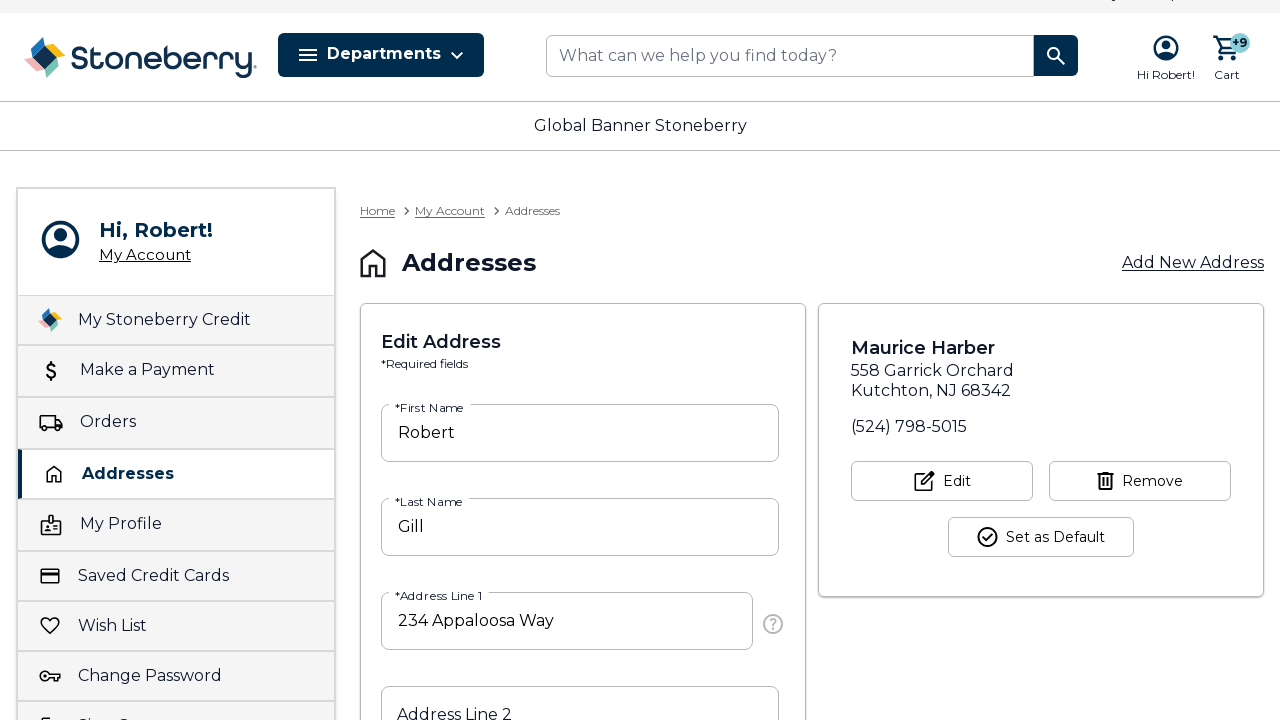 Stoneberry
Departments
What can we help you find today?
Hi Robert!
+9
Cart
Global Banner Stoneberry
Hi, Robert!
My Account
My Stoneberry Credit
Make a Payment
Orders
Addresses
My Profile
Saved Credit Cards
Wish List
Change Password
Home > My Account > Addresses
Addresses
Add New Address
Edit Address
*Required fields
*First Name
Robert
*Last Name
Gill
*Address Line 1
234 Appaloosa Way
Address Line 2
Maurice Harber
558 Garrick Orchard
Kutchton, NJ 68342
(524) 798-5015
Edit
Remove
Set as Default